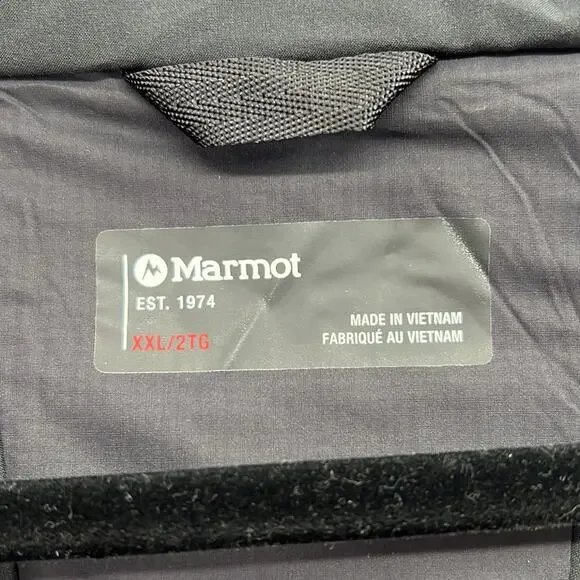 Marmot
EST. 1974
XXL/2TG
MADE IN VIETNAM
FABRIQUÉ AU VIETNAM